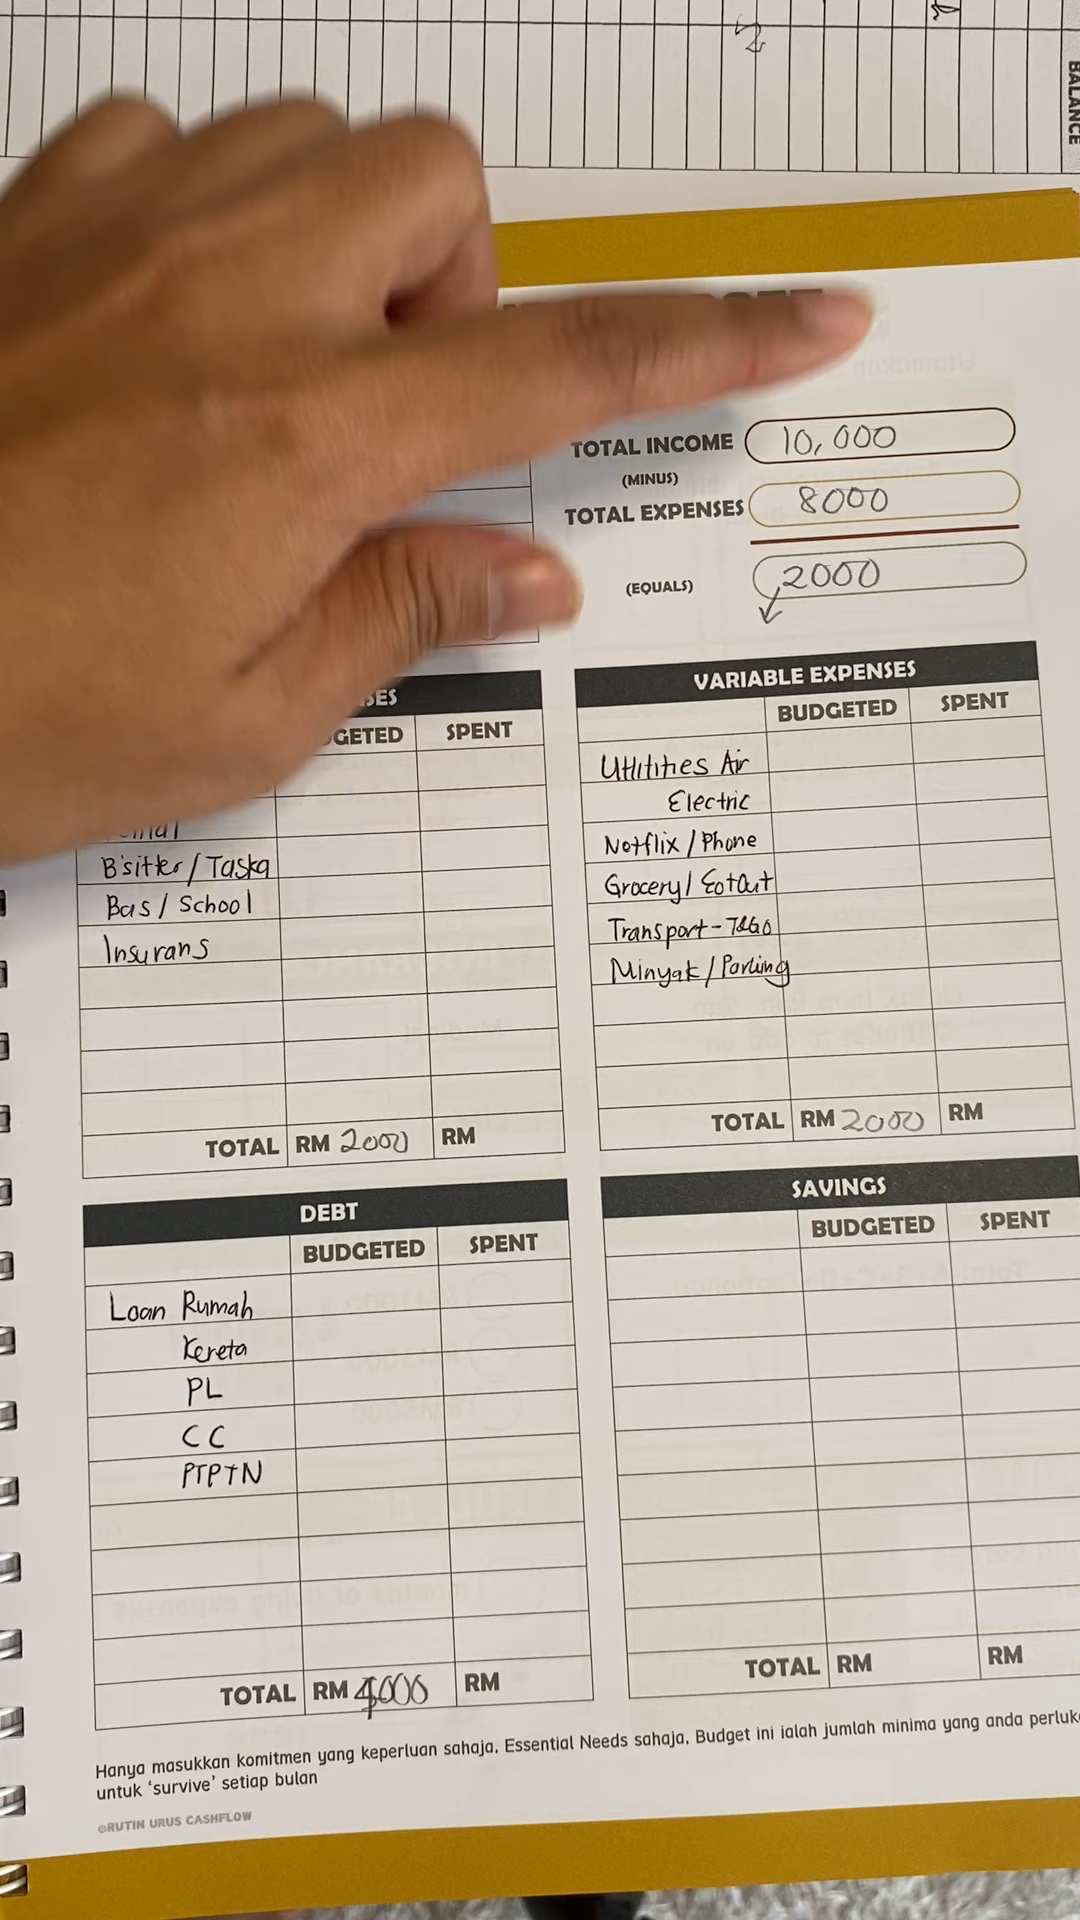 BALANCE
TOTAL INCOME 10,000
(MINUS)
TOTAL EXPENSES 8000
(EQUALS) 2000
SES
GETED SPENT
B'sitter / Taska
Bas / School
Insurans
TOTAL RM 2000 RM
VARIABLE EXPENSES
BUDGETED SPENT
Utilities Air
Electric
Notflix / Phone
Grocery / EatOut
Transport - T&Go
Minyak / Parking
TOTAL RM 2000 RM
DEBT
BUDGETED SPENT
Loan Rumah
Kereta
PL
CC
PTPTN
TOTAL RM 4000 RM
SAVINGS
BUDGETED SPENT
TOTAL RM RM
Hanya masukkan komitmen yang keperluan sahaja. Essential Needs sahaja. Budget ini ialah jumlah minima yang anda perluk
untuk 'survive' setiap bulan
©RUTIN URUS CASHFLOW